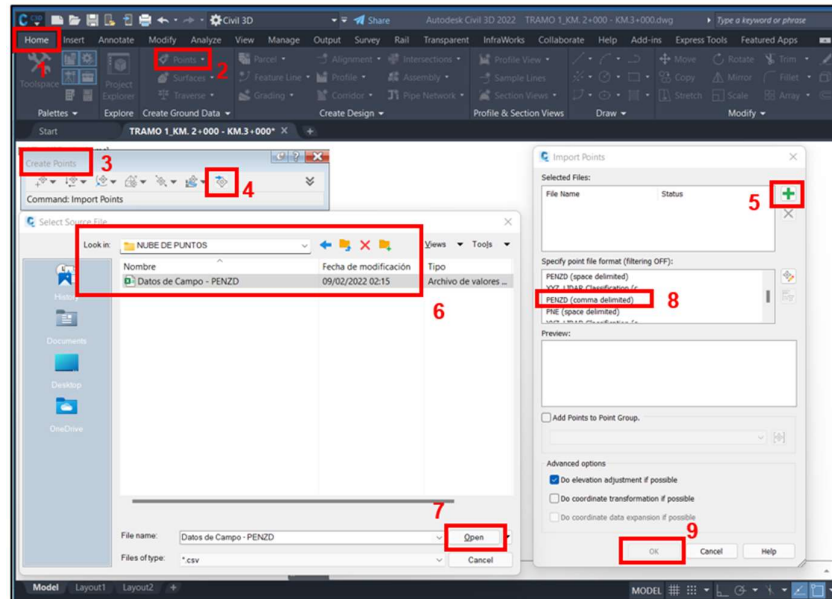 Civil 3D Share Autodesk Civil 3D 2022 TRAMO 1_KM. 2+000 - KM.3+000.dwg Type a keyword or phrase
Home Insert Annotate Modify Analyze View Manage Output Survey Rail Transparent InfraWorks Collaborate Help Add-ins Express Tools Featured Apps
1
Toolspace
Project Explorer
Points 2
Surfaces
Traverse
Parcel
Feature Line
Grading
Alignment
Profile
Corridor
Intersections
Assembly
Pipe Network
Profile View
Sample Lines
Section Views
Move Rotate Trim
Copy Mirror Fillet
Stretch Scale Array
Palettes Explore Create Ground Data Create Design Profile & Section Views Draw Modify
Start TRAMO 1_KM. 2+000 - KM.3+000*
Create Points 3
4
Command: Import Points
Select Source File
Look in: NUBE DE PUNTOS Views Tools
Nombre Fecha de modificación Tipo
Datos de Campo - PENZD 09/02/2022 02:15 Archivo de valores ...
6
History
Documents
Desktop
OneDrive
7
File name: Datos de Campo - PENZD Open
Files of type: *.csv Cancel
Import Points
Selected Files:
File Name Status
5
Specify point file format (filtering OFF):
PENZD (space delimited)
XYZ_LIDAR Classification (c
PENZD (comma delimited) 8
PNE (space delimited)
XYZ_LIDAR Classification (c
Preview:
Add Points to Point Group.
Advanced options
Do elevation adjustment if possible
Do coordinate transformation if possible
Do coordinate data expansion if possible
9
OK Cancel Help
Model Layout1 Layout2 + MODEL